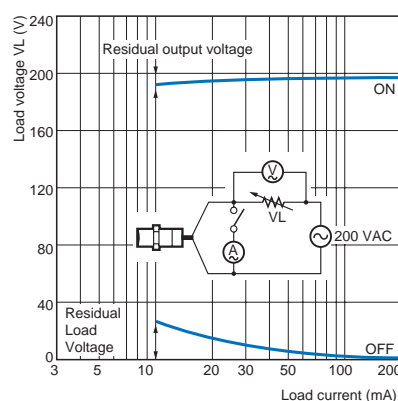 Load voltage VL (V)
240
200
160
120
80
40
0
Residual output voltage
ON
V
VL
A
200 VAC
Residual
Load
Voltage
OFF
3 5 10 20 30 50 100 200
Load current (mA)